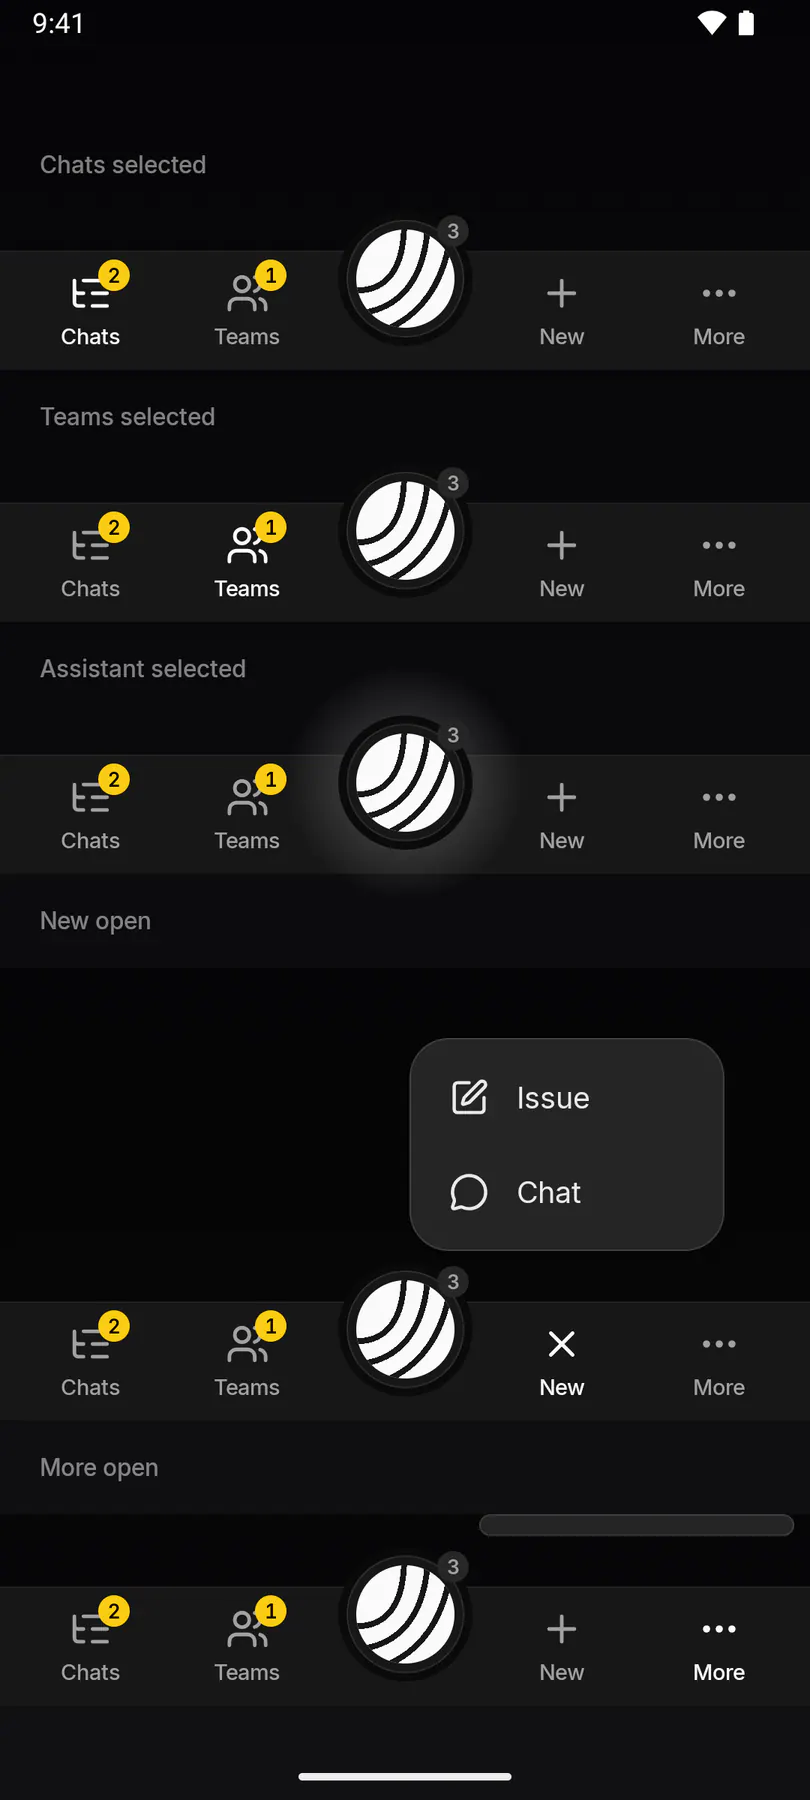 9:41
Chats selected
3
2
1
Chats
Teams
New
More
Teams selected
3
2
1
Chats
Teams
New
More
Assistant selected
3
2
1
Chats
Teams
New
More
New open
Issue
Chat
3
2
1
Chats
Teams
New
More
More open
3
2
1
Chats
Teams
New
More